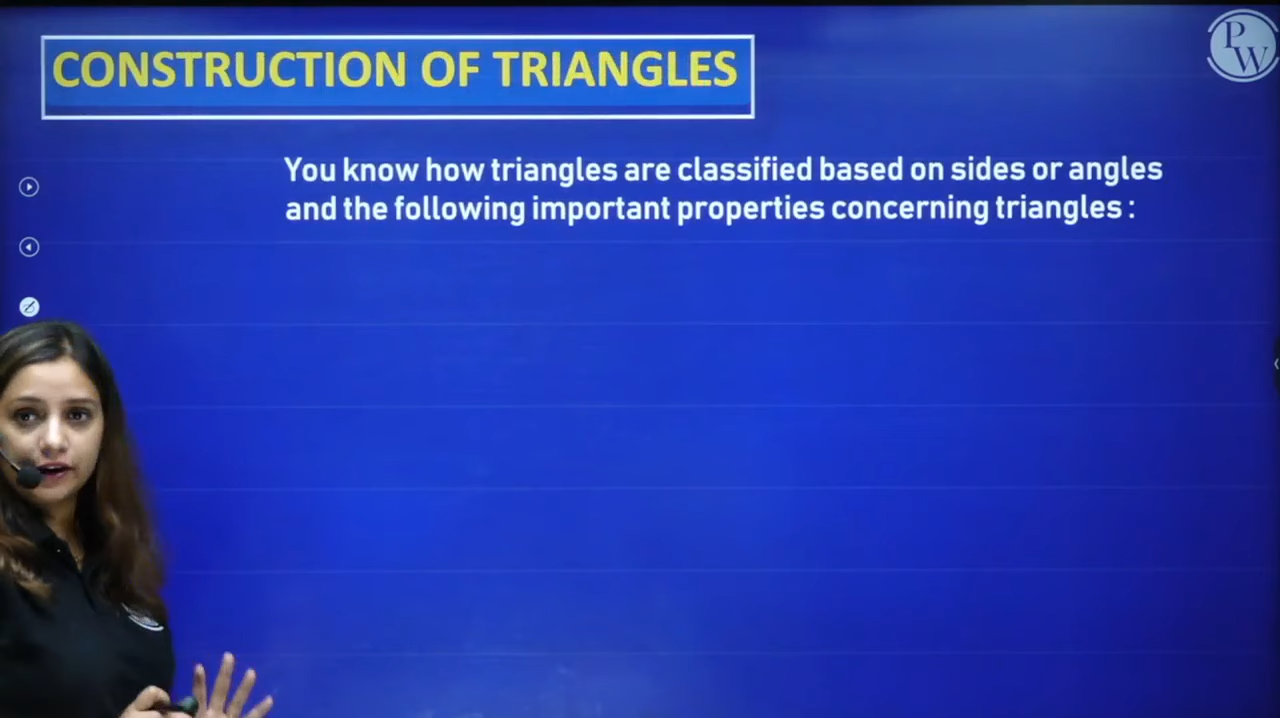 CONSTRUCTION OF TRIANGLES
PW
You know how triangles are classified based on sides or angles
and the following important properties concerning triangles :